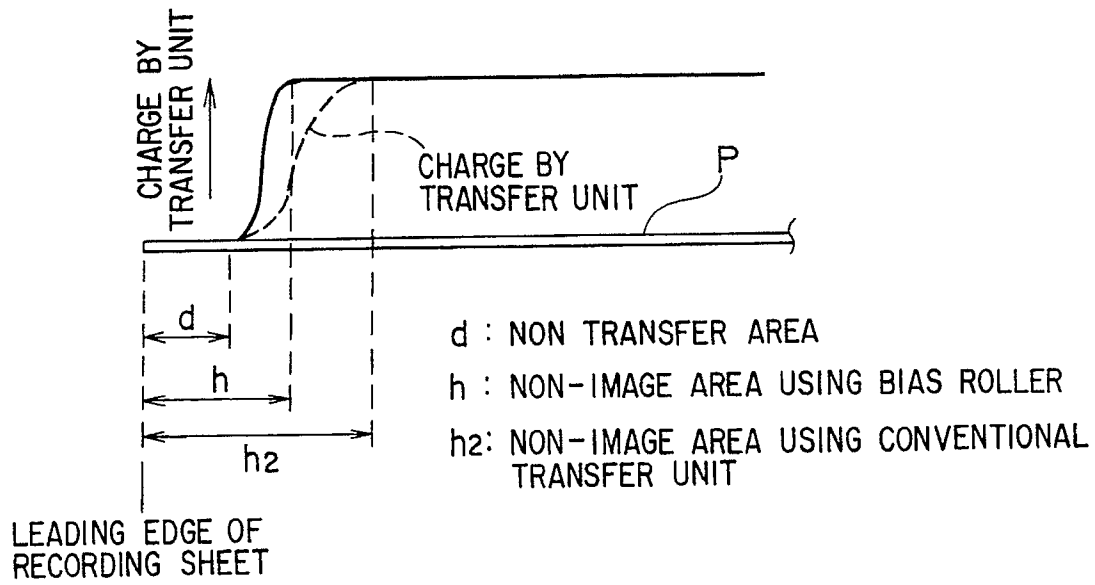 CHARGE BY
TRANSFER UNIT
CHARGE BY
TRANSFER UNIT
P
d
h
h2
d : NON TRANSFER AREA
h : NON-IMAGE AREA USING BIAS ROLLER
h2: NON-IMAGE AREA USING CONVENTIONAL
TRANSFER UNIT
LEADING EDGE OF
RECORDING SHEET